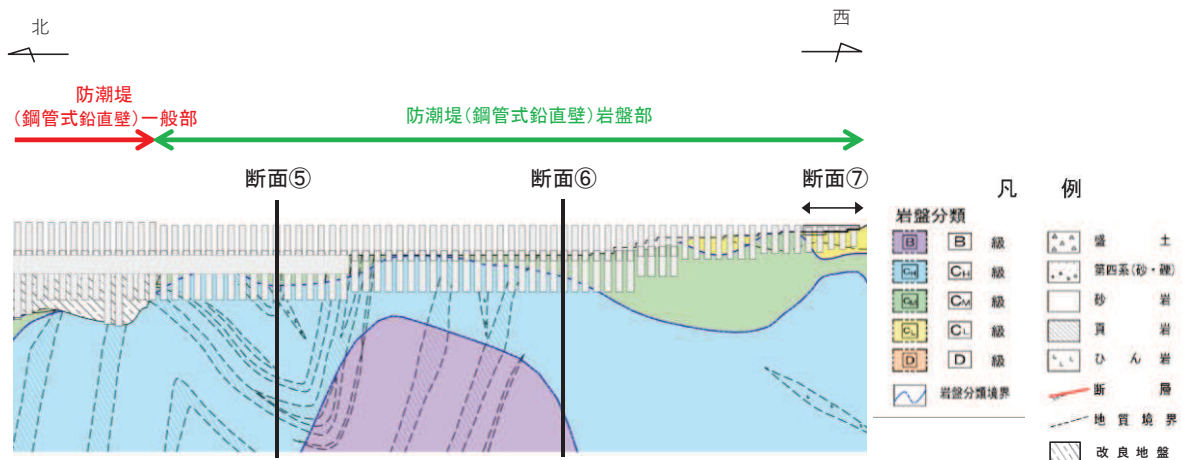 北
西
防潮堤
(鋼管式鉛直壁)一般部
防潮堤(鋼管式鉛直壁)岩盤部
断面⑤
断面⑥
断面⑦
凡 例
岩盤分類
B B 級
CH CH 級
CM CM 級
CL CL 級
D D 級
岩盤分類境界
盛 土
第四系(砂・礫)
砂 岩
頁 岩
ひ ん 岩
断 層
地 質 境 界
改 良 地 盤